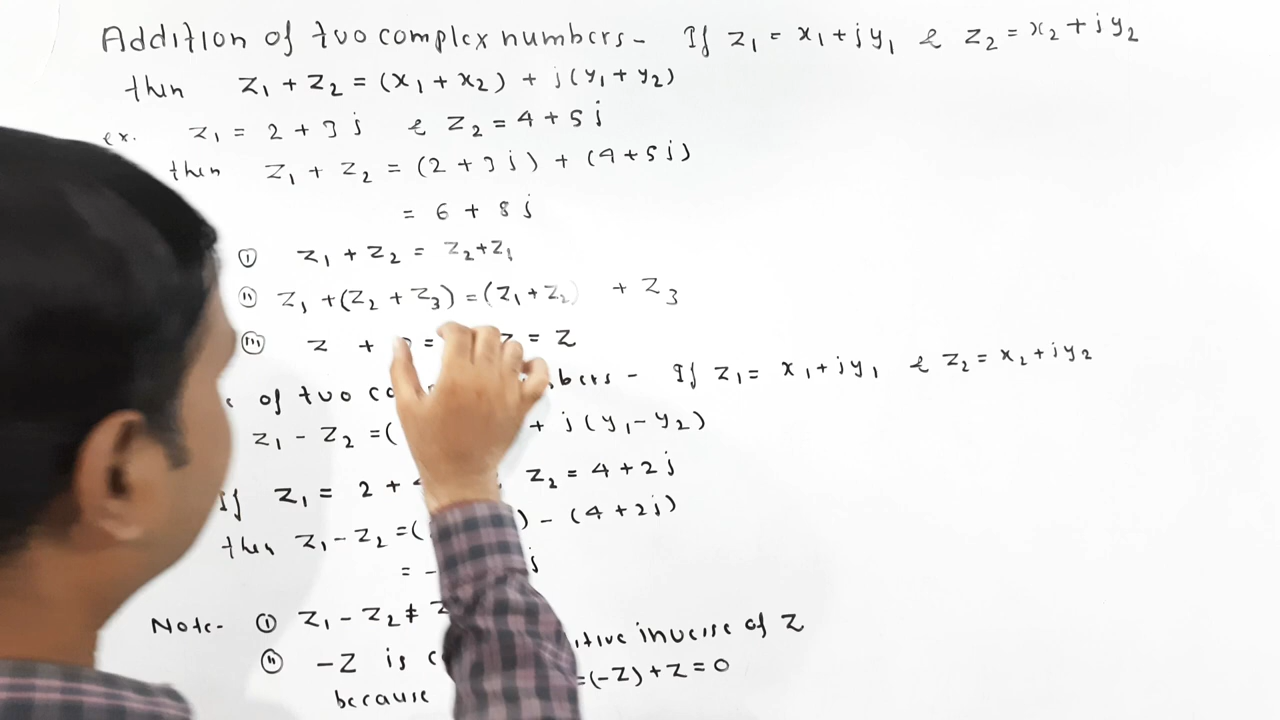 Addition of two complex numbers - If z₁ = x₁ + jy₁ & z₂ = x₂ + jy₂
then z₁ + z₂ = (x₁ + x₂) + j(y₁ + y₂)
ex. z₁ = 2 + 3j & z₂ = 4 + 5j
then z₁ + z₂ = (2 + 3j) + (4 + 5j)
= 6 + 8j
(i) z₁ + z₂ = z₂ + z₁
(ii) z₁ + (z₂ + z₃) = (z₁ + z₂) + z₃
(iii) z + = z = z
of two bers - If z₁ = x₁ + jy₁ & z₂ = x₂ + jy₂
z₁ - z₂ = ( + j(y₁ - y₂)
If z₁ = 2 + z₂ = 4 + 2j
then z₁ - z₂ = ( ) - (4 + 2j)
= - j
Note - (i) z₁ - z₂ ≠ z
(ii) -z is itive inverse of z
because = (-z) + z = 0